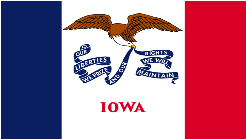 OUR
LIBERTIES
WE PRIZE
AND OUR
RIGHTS
WE WILL
MAINTAIN
IOWA